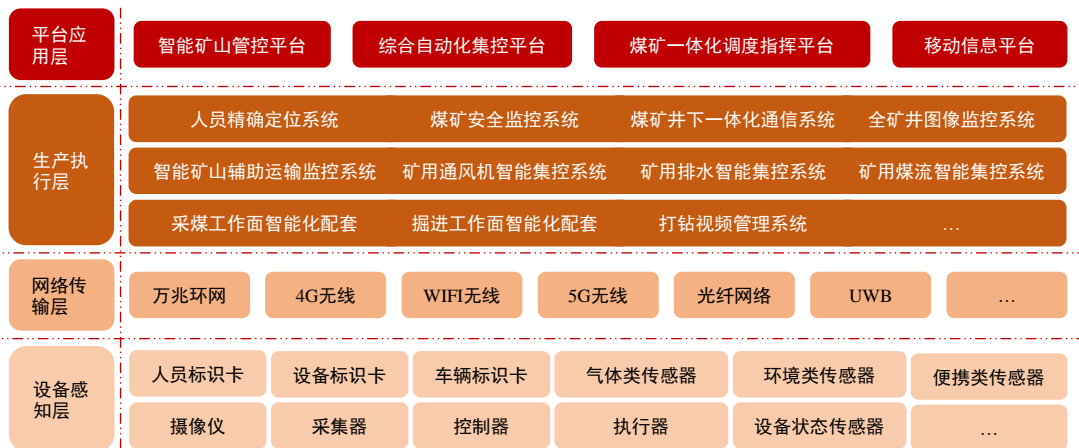 平台应
用层
智能矿山管控平台
综合自动化集控平台
煤矿一体化调度指挥平台
移动信息平台
生产执
行层
人员精确定位系统
煤矿安全监控系统
煤矿井下一体化通信系统
全矿井图像监控系统
智能矿山辅助运输监控系统
矿用通风机智能集控系统
矿用排水智能集控系统
矿用煤流智能集控系统
采煤工作面智能化配套
掘进工作面智能化配套
打钻视频管理系统
…
网络传
输层
万兆环网
4G无线
WIFI无线
5G无线
光纤网络
UWB
…
设备感
知层
人员标识卡
设备标识卡
车辆标识卡
气体类传感器
环境类传感器
便携类传感器
摄像仪
采集器
控制器
执行器
设备状态传感器
…